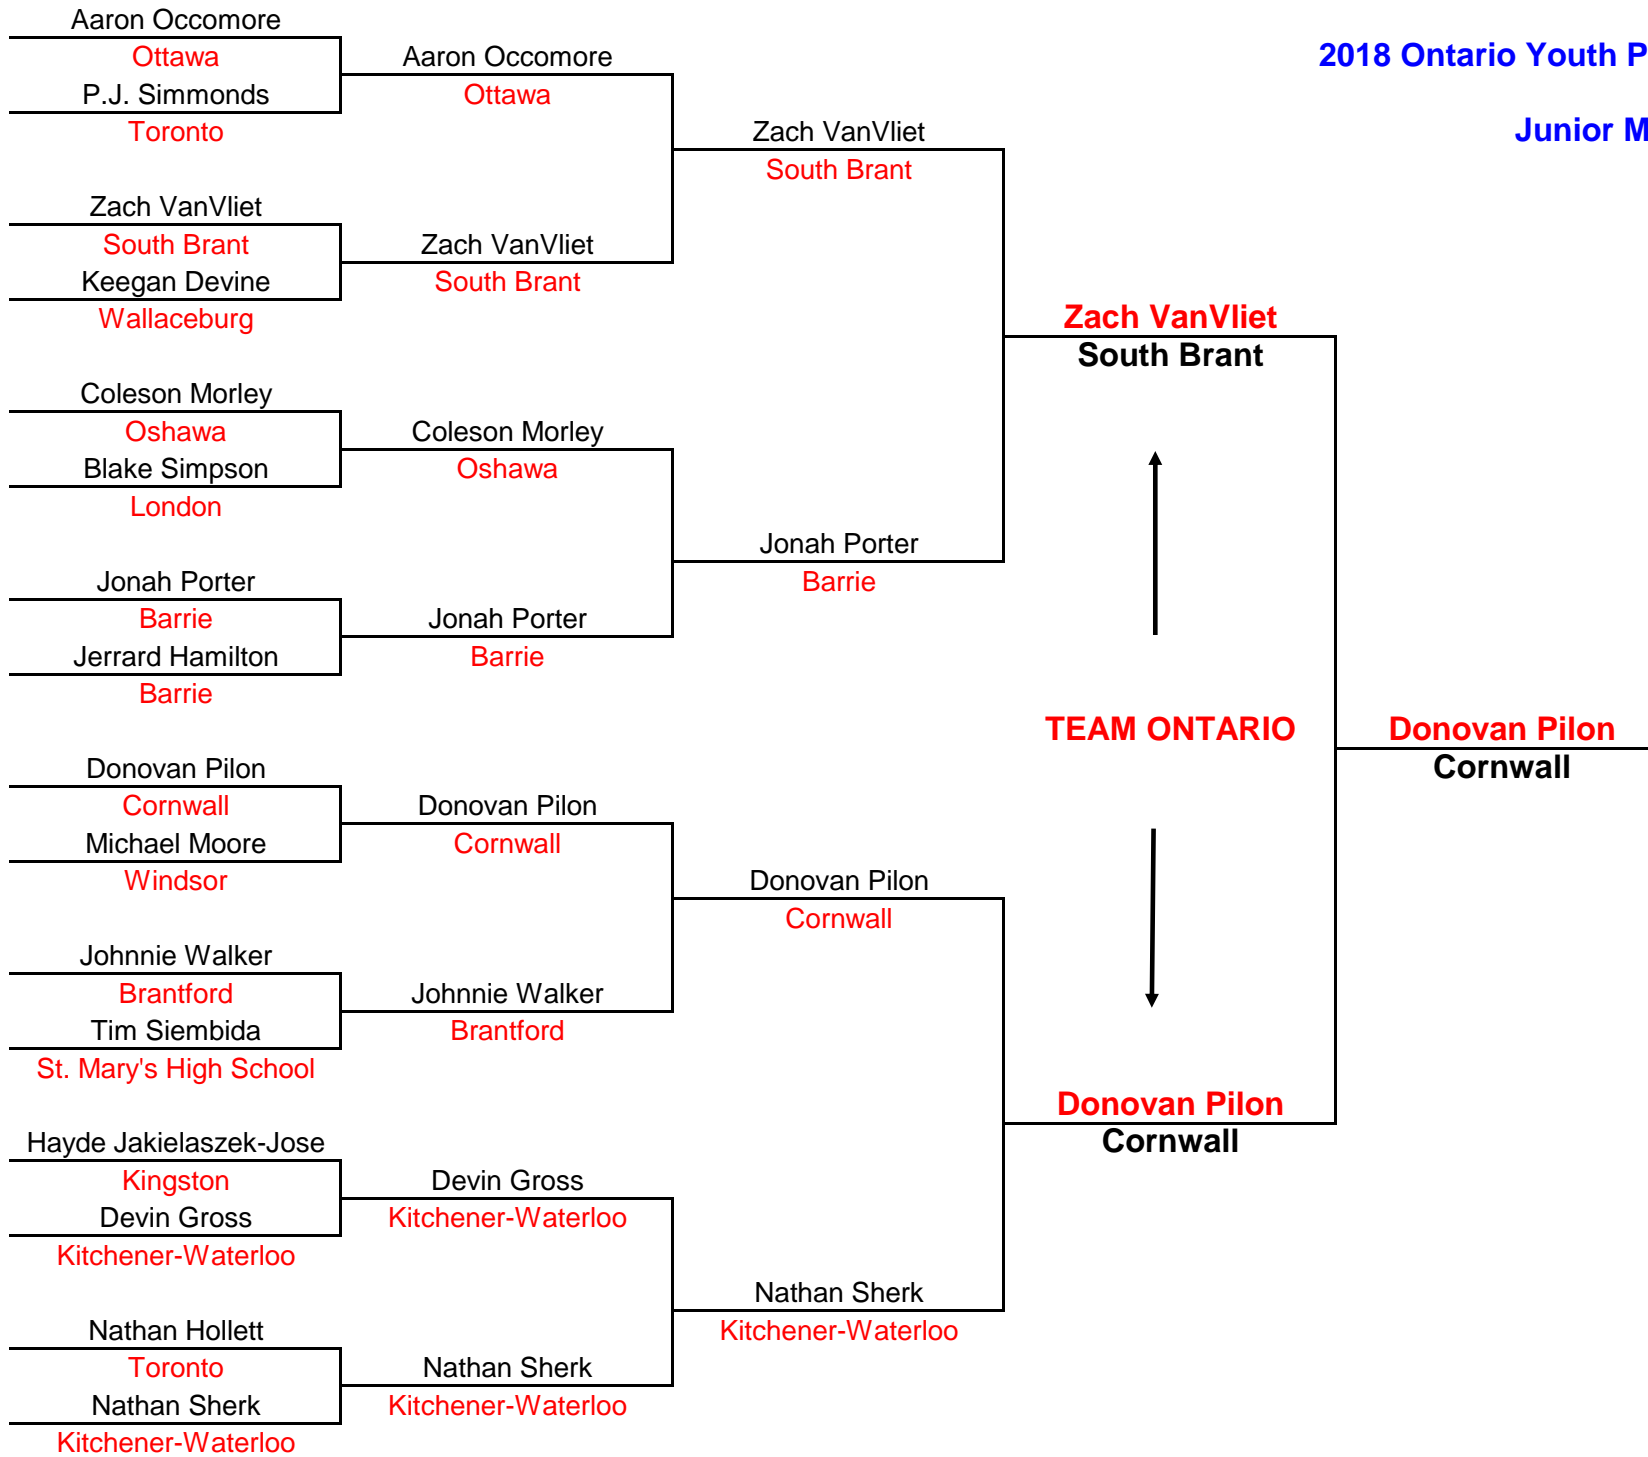 Aaron Occomore
Ottawa
P.J. Simmonds
Toronto
Zach VanVliet
South Brant
Keegan Devine
Wallaceburg
Coleson Morley
Oshawa
Blake Simpson
London
Jonah Porter
Barrie
Jerrard Hamilton
Barrie
Donovan Pilon
Cornwall
Michael Moore
Windsor
Johnnie Walker
Brantford
Tim Siembida
St. Mary's High School
Hayde Jakielaszek-Jose
Kingston
Devin Gross
Kitchener-Waterloo
Nathan Hollett
Toronto
Nathan Sherk
Kitchener-Waterloo
Aaron Occomore
Ottawa
Zach VanVliet
South Brant
Coleson Morley
Oshawa
Jonah Porter
Barrie
Donovan Pilon
Cornwall
Johnnie Walker
Brantford
Devin Gross
Kitchener-Waterloo
Nathan Sherk
Kitchener-Waterloo
Zach VanVliet
South Brant
Jonah Porter
Barrie
Donovan Pilon
Cornwall
Nathan Sherk
Kitchener-Waterloo
Zach VanVliet
South Brant
TEAM ONTARIO
Donovan Pilon
Cornwall
2018 Ontario Youth P
Junior M
Donovan Pilon
Cornwall